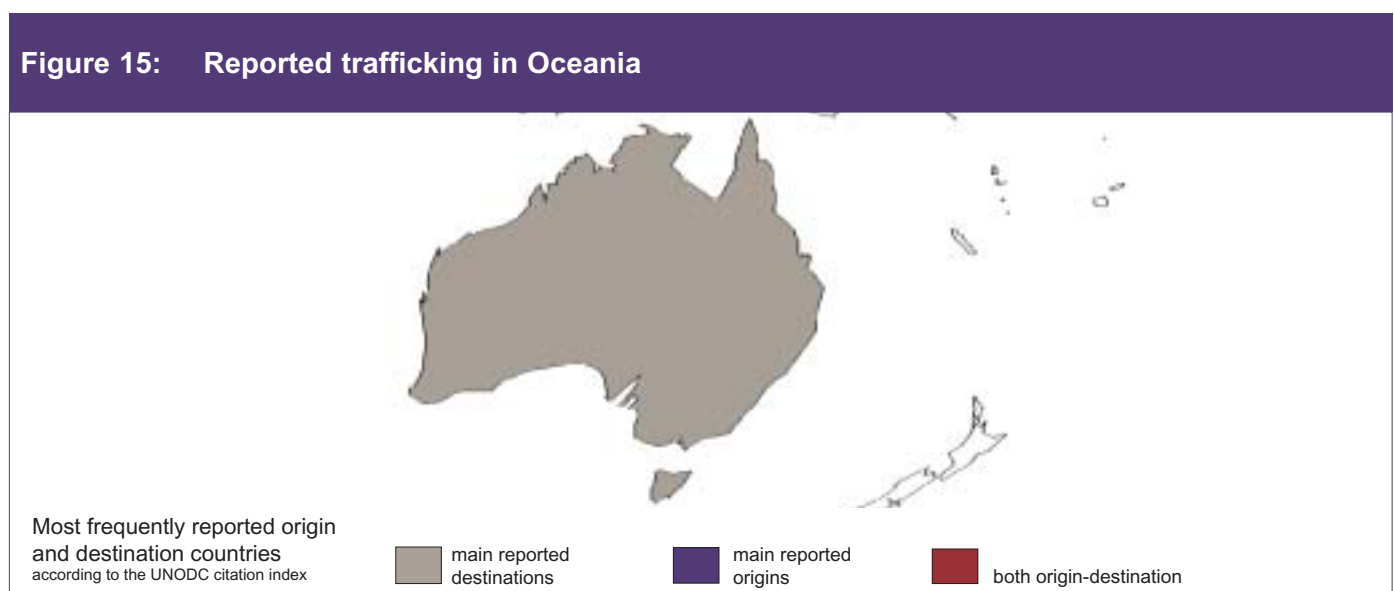 Figure 15: Reported trafficking in Oceania
Most frequently reported origin
and destination countries
according to the UNODC citation index
main reported
destinations
main reported
origins
both origin-destination